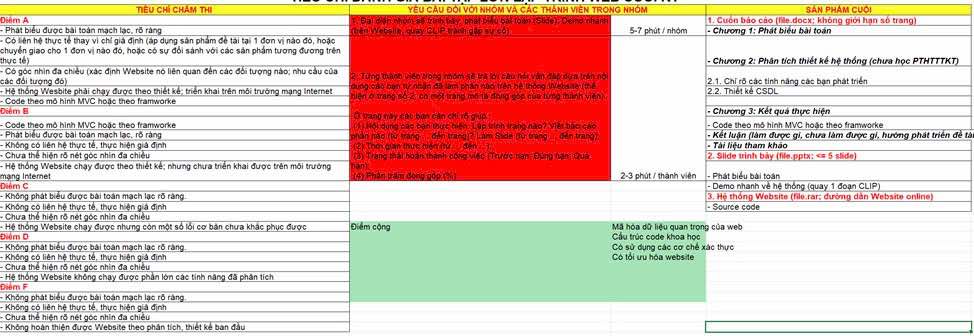 TIÊU CHÍ ĐÁNH GIÁ BÀI TẬP LỚN LẬP TRÌNH WEB
TIÊU CHÍ CHẤM THI
Điểm A
- Phát biểu được bài toán mạch lạc, rõ ràng
- Có liên hệ thực tế thay vì chỉ giả định (áp dụng sản phẩm đề tài tại 1 đơn vị nào đó, hoặc
chuyển giao cho 1 đơn vị nào đó, hoặc có sự đối sánh với các sản phẩm tương đương trên
thực tế)
- Có góc nhìn đa chiều (xác định Website nó liên quan đến các đối tượng nào; nhu cầu của
các đối tượng đó)
- Hệ thống Wesbite phải chạy được theo thiết kế; triển khai trên môi trường mạng Internet
- Code theo mô hình MVC hoặc theo framworke
Điểm B
- Code theo mô hình MVC hoặc theo framworke
- Phát biểu được bài toán mạch lạc, rõ ràng
- Không có liên hệ thực tế, thực hiện giả định
- Chưa thể hiện rõ nét góc nhìn đa chiều
- Hệ thống Website chạy được theo thiết kế; nhưng chưa triển khai được trên môi trường
mạng Internet
Điểm C
- Không phát biểu được bài toán mạch lạc rõ ràng.
- Không có liên hệ thực tế, thực hiện giả định
- Chưa thể hiện rõ nét góc nhìn đa chiều
- Hệ thống Website chạy được nhưng còn một số lỗi cơ bản chưa khắc phục được
Điểm D
- Không phát biểu được bài toán mạch lạc rõ ràng.
- Không có liên hệ thực tế, thực hiện giả định
- Chưa thể hiện rõ nét góc nhìn đa chiều
- Hệ thống Website không chạy được phần lớn các tính năng đã phân tích
Điểm F
- Không phát biểu được bài toán mạch lạc rõ ràng.
- Không có liên hệ thực tế, thực hiện giả định
- Chưa thể hiện rõ nét góc nhìn đa chiều
- Không hoàn thiện được Website theo phân tích, thiết kế ban đầu
YÊU CẦU ĐỐI VỚI NHÓM VÀ CÁC THÀNH VIÊN TRONG NHÓM
1. Đại diện nhóm sẽ trình bày, phát biểu bài toán (Slide); Demo nhanh
(trên Website, quay CLIP tránh gặp sự cố)
5-7 phút / nhóm
2. Từng thành viên trong nhóm sẽ trả lời câu hỏi vấn đáp dựa trên nội
dung các bạn tự nhận đã làm phần nào trên hệ thống Website (thể
hiện ở trang số 2, có một trang mô tả đóng góp của từng thành viên).
Ở trang này các bạn cần chỉ rõ giúp:
(1) Nội dung các bạn thực hiện: Lập trình trang nào? Viết báo cáo
phần nào (từ trang ... đến trang)? Làm Slide (từ trang ... đến trang);
(2) Thời gian thực hiện (từ ... đến ...);
(3) Trạng thái hoàn thành công việc (Trước hạn; Đúng hạn; Quá
hạn);
(4) Phần trăm đóng góp (%)
2-3 phút / thành viên
Điểm cộng
Mã hóa dữ liệu quan trọng của web
Cấu trúc code khoa học
Có sử dụng các cơ chế xác thực
Có tối ưu hóa website
SẢN PHẨM CUỐI
1. Cuốn báo cáo (file.docx; không giới hạn số trang)
- Chương 1: Phát biểu bài toán
- Chương 2: Phân tích thiết kế hệ thống (chưa học PTHTTTKT)
2.1. Chỉ rõ các tính năng các bạn phát triển
2.2. Thiết kế CSDL
- Chương 3: Kết quả thực hiện
- Code theo mô hình MVC hoặc theo framworke
- Kết luận (làm được gì, chưa làm được gì, hướng phát triển đề tài
- Tài liệu tham khảo
2. Slide trình bày (file.pptx; <= 5 slide)
- Phát biểu bài toán
- Demo nhanh về hệ thống (quay 1 đoạn CLIP)
3. Hệ thống Website (file.rar; đường dẫn Website online)
- Source code